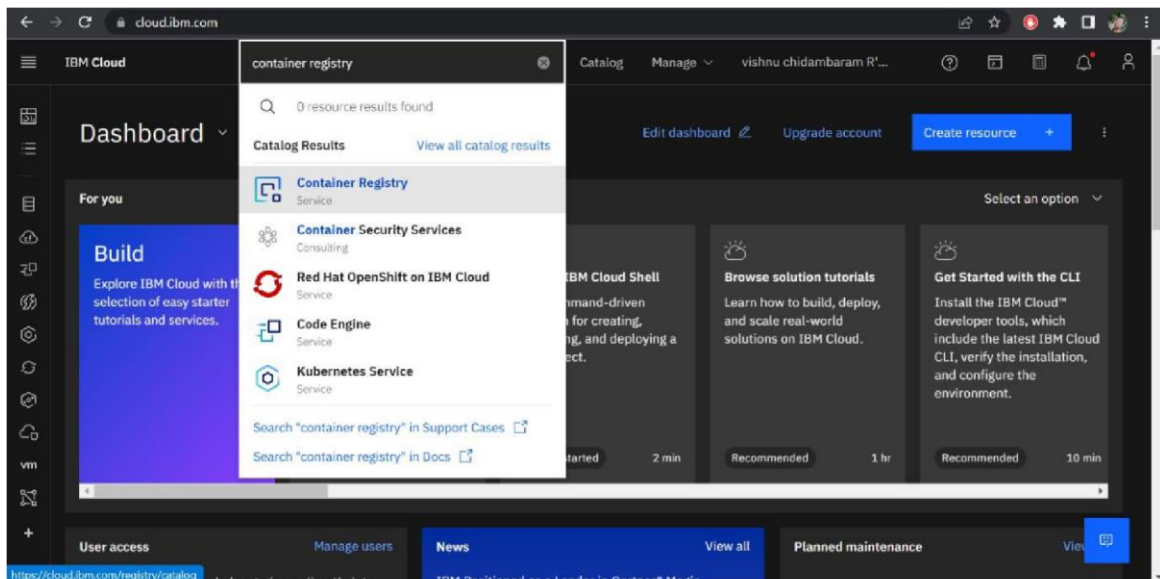 cloud.ibm.com
IBM Cloud
container registry
Catalog
Manage
vishnu chidambaram R'...
0 resource results found
Dashboard
Edit dashboard
Upgrade account
Create resource +
Catalog Results
View all catalog results
Container Registry
Service
Container Security Services
Consulting
Red Hat OpenShift on IBM Cloud
Service
Code Engine
Service
Kubernetes Service
Service
Search "container registry" in Support Cases
Search "container registry" in Docs
For you
Select an option
Build
Explore IBM Cloud with th
selection of easy starter
tutorials and services.
IBM Cloud Shell
mmand-driven
for creating,
ng, and deploying a
ect.
tarted
2 min
Browse solution tutorials
Learn how to build, deploy,
and scale real-world
solutions on IBM Cloud.
Recommended
1 hr
Get Started with the CLI
Install the IBM Cloud™
developer tools, which
include the latest IBM Cloud
CLI, verify the installation,
and configure the
environment.
Recommended
10 min
vm
User access
Manage users
News
View all
Planned maintenance
View
https://cloud.ibm.com/registry/catalog